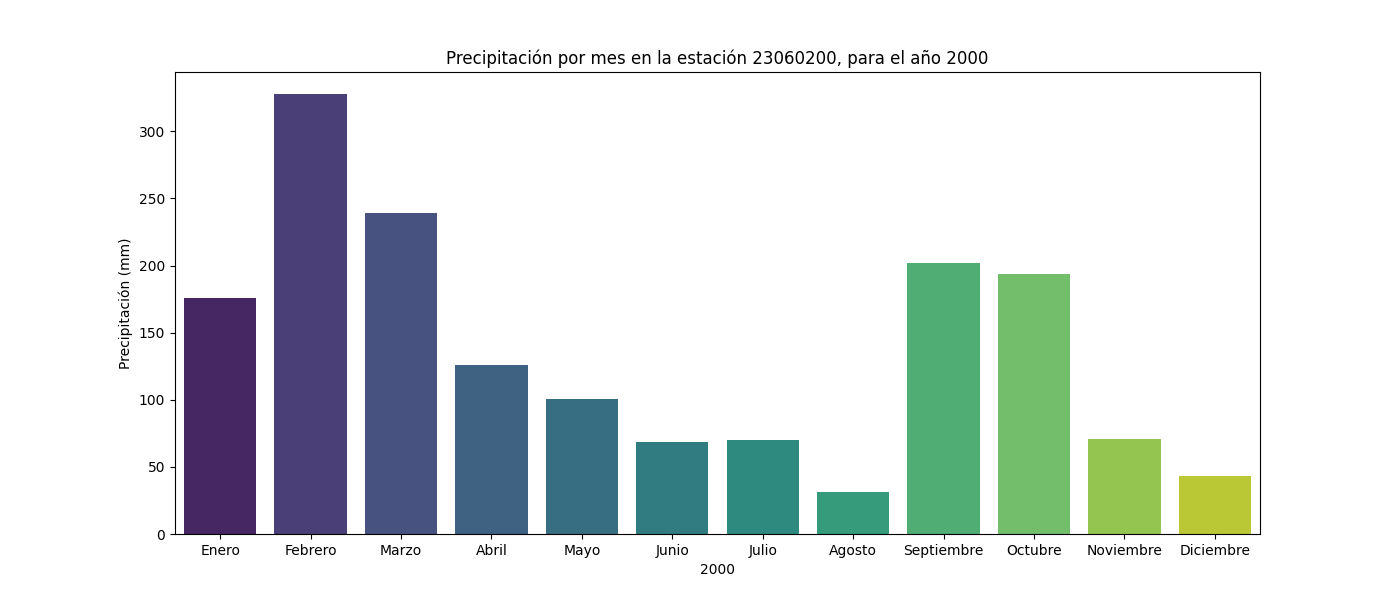 Precipitación por mes en la estación 23060200, para el año 2000
Precipitación (mm)
300
250
200
150
100
50
0
Enero Febrero Marzo Abril Mayo Junio Julio Agosto Septiembre Octubre Noviembre Diciembre
2000